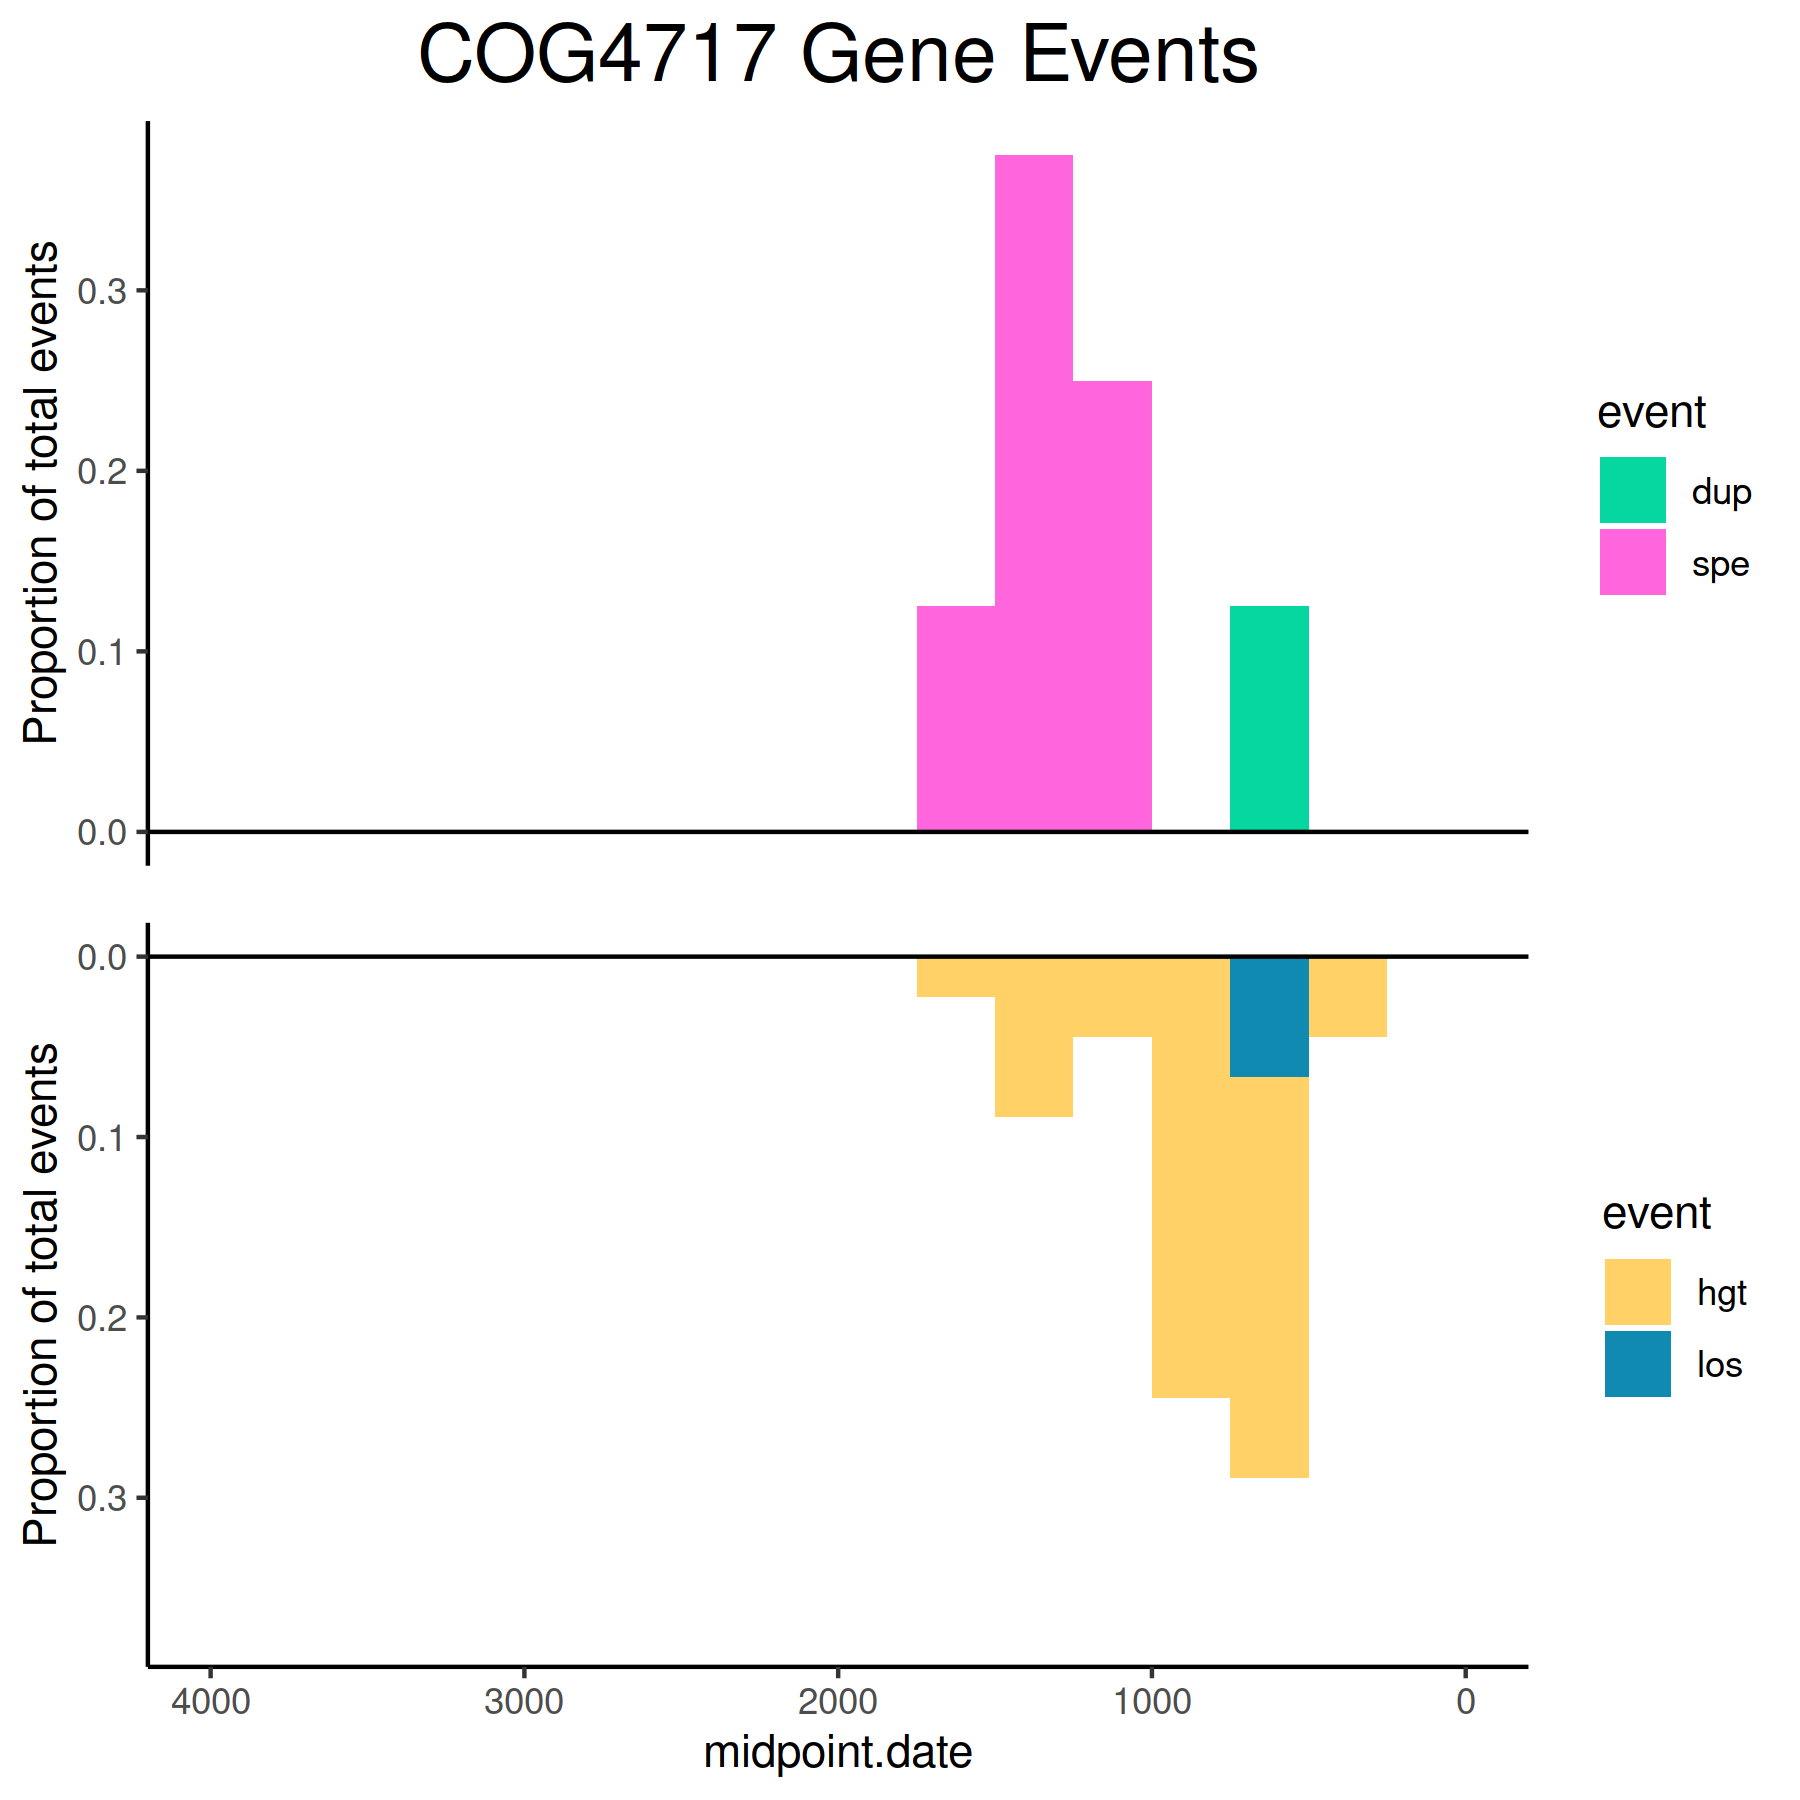 COG4717 Gene Events
Proportion of total events
0.3
0.2
0.1
0.0
event
dup
spe
Proportion of total events
0.0
0.1
0.2
0.3
event
hgt
los
4000 3000 2000 1000 0
midpoint.date